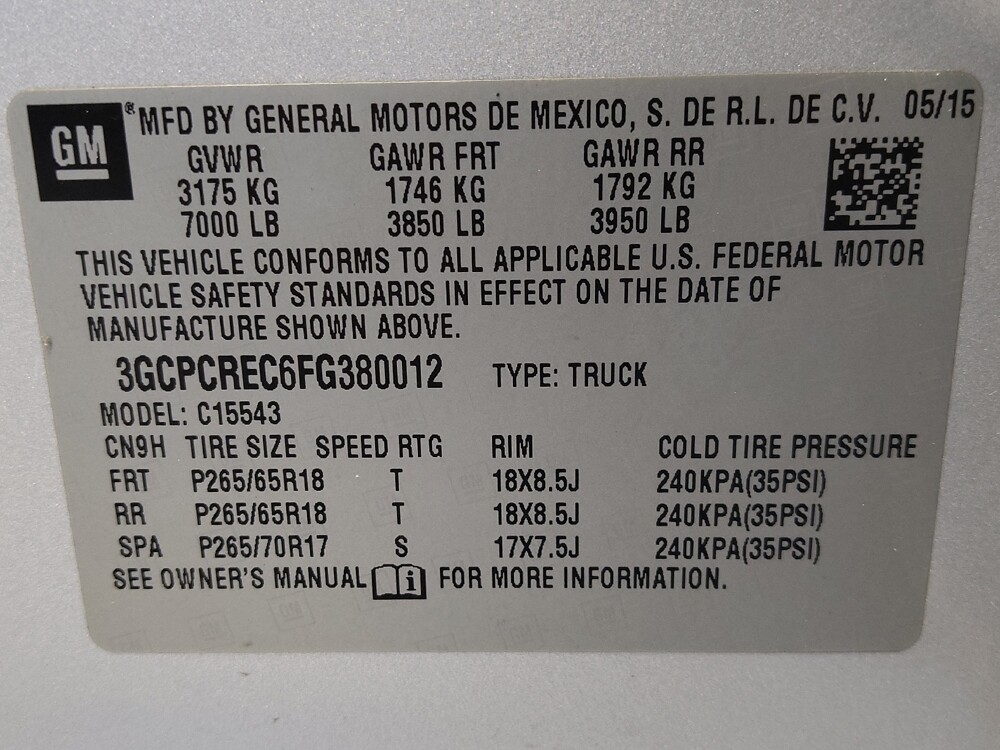 GM ® MFD BY GENERAL MOTORS DE MEXICO, S. DE R.L. DE C.V. 05/15
GVWR GAWR FRT GAWR RR
3175 KG 1746 KG 1792 KG
7000 LB 3850 LB 3950 LB
THIS VEHICLE CONFORMS TO ALL APPLICABLE U.S. FEDERAL MOTOR
VEHICLE SAFETY STANDARDS IN EFFECT ON THE DATE OF
MANUFACTURE SHOWN ABOVE.
3GCPCREC6FG380012 TYPE: TRUCK
MODEL: C15543
CN9H TIRE SIZE SPEED RTG RIM COLD TIRE PRESSURE
FRT P265/65R18 T 18X8.5J 240KPA(35PSI)
RR P265/65R18 T 18X8.5J 240KPA(35PSI)
SPA P265/70R17 S 17X7.5J 240KPA(35PSI)
SEE OWNER'S MANUAL i FOR MORE INFORMATION.